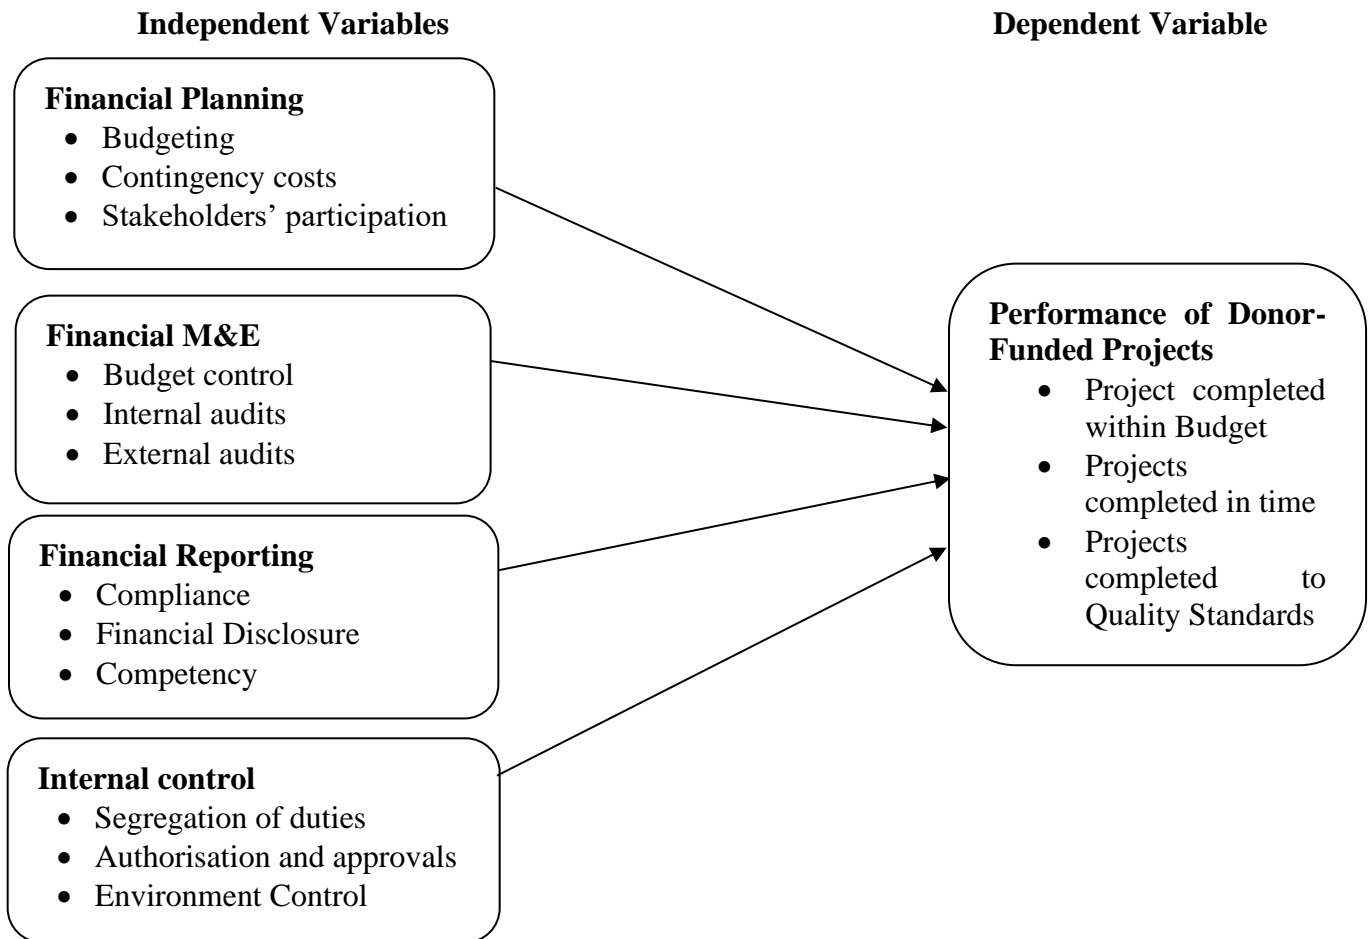 Independent Variables
Dependent Variable
Financial Planning
• Budgeting
• Contingency costs
• Stakeholders’ participation
Financial M&E
• Budget control
• Internal audits
• External audits
Financial Reporting
• Compliance
• Financial Disclosure
• Competency
Internal control
• Segregation of duties
• Authorisation and approvals
• Environment Control
Performance of Donor-
Funded Projects
• Project completed
within Budget
• Projects
completed in time
• Projects
completed to
Quality Standards